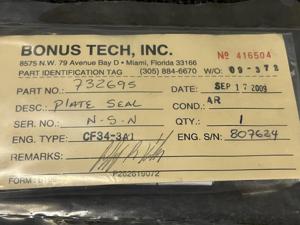 BONUS TECH, INC.
8575 N.W. 79 Avenue Bay D • Miami, Florida 33166
Nº 416504
PART IDENTIFICATION TAG (305) 884-6670 W/O: 09-372
PART NO.: 732695 DATE: SEP 17 2009
DESC.: PLATE SEAL COND.: AR
SER. NO.: N-S-N QTY.: 1
ENG. TYPE: CF34-3A1 ENG. S/N: 807624
REMARKS:
FORM
P262619072